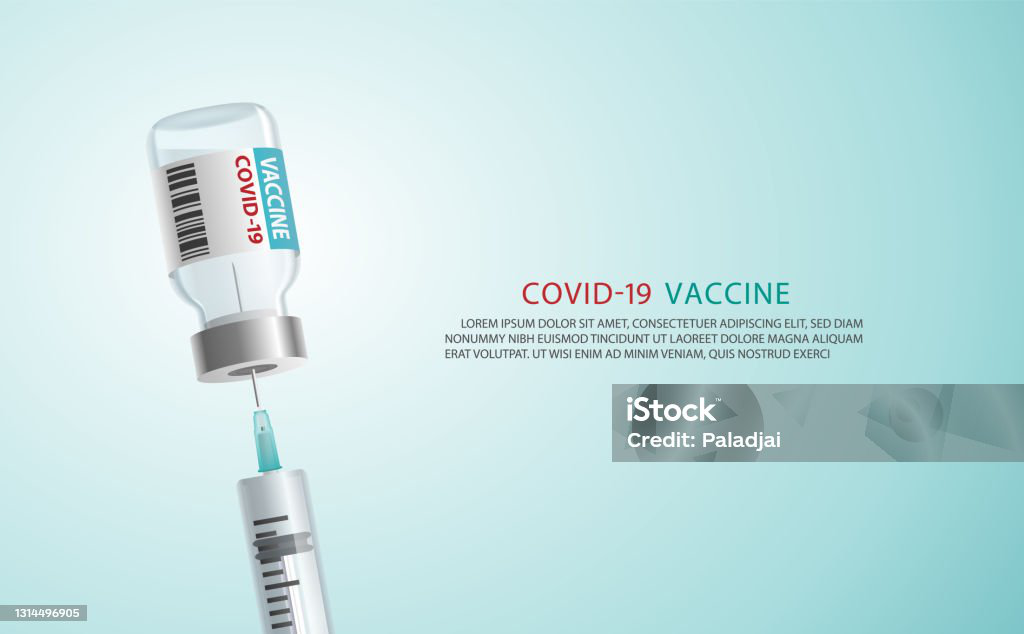 VACCINE
COVID-19
COVID-19 VACCINE
LOREM IPSUM DOLOR SIT AMET, CONSECTETUER ADIPISCING ELIT, SED DIAM
NONUMMY NIBH EUISMOD TINCIDUNT UT LAOREET DOLORE MAGNA ALIQUAM
ERAT VOLUTPAT. UT WISI ENIM AD MINIM VENIAM, QUIS NOSTRUD EXERCI
iStock™
Credit: Paladjai
1314496905